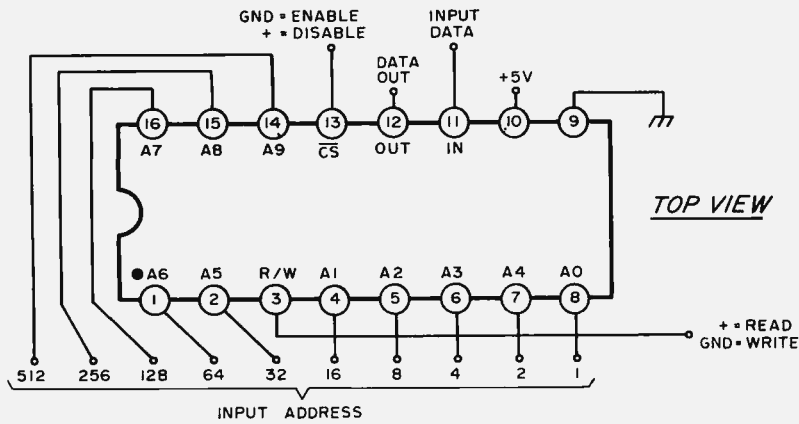 GND = ENABLE
+ = DISABLE
INPUT
DATA
DATA
OUT
+5V
16 15 14 13 12 11 10 9
A7 A8 A9 CS OUT IN
TOP VIEW
A6 A5 R/W A1 A2 A3 A4 A0
1 2 3 4 5 6 7 8
+ = READ
GND = WRITE
512 256 128 64 32 16 8 4 2 1
INPUT ADDRESS